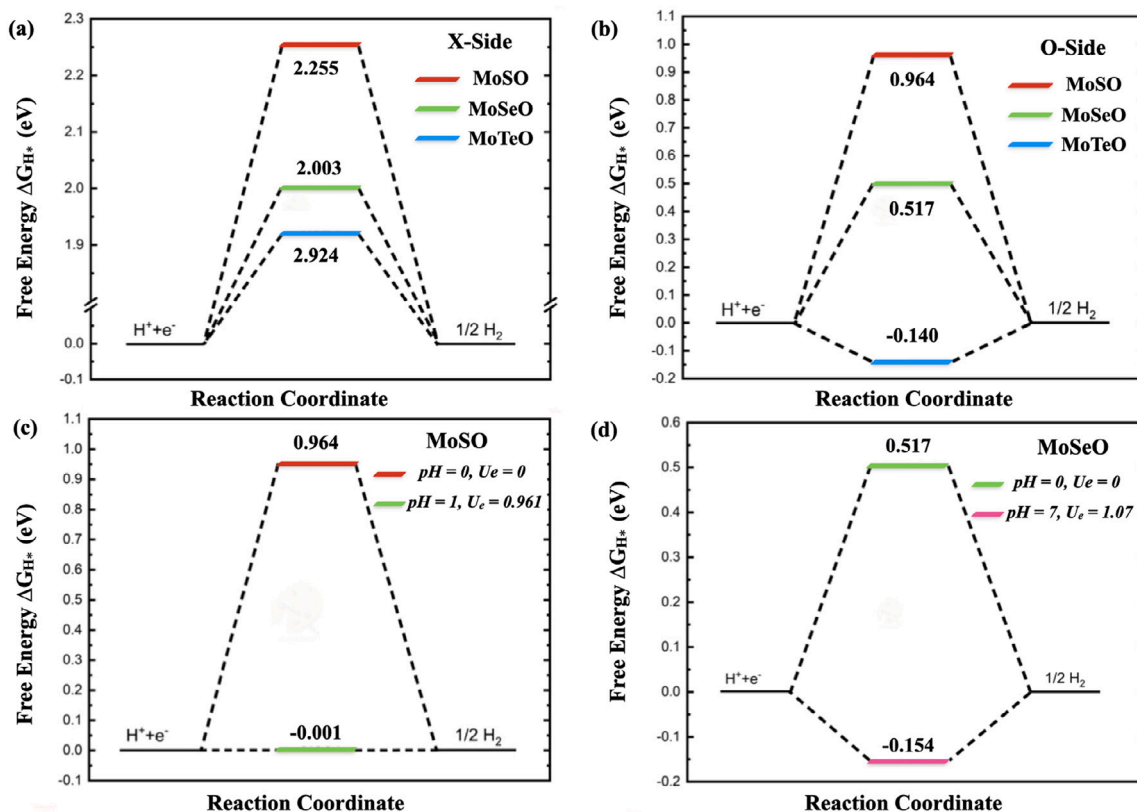 (a)
2.3
2.2
2.1
2.0
1.9
0.0
-0.1
Free Energy ΔG_H* (eV)
X-Side
MoSO
MoSeO
MoTeO
2.255
2.003
2.924
H⁺+e⁻
1/2 H₂
Reaction Coordinate
(b)
1.1
1.0
0.9
0.8
0.7
0.6
0.5
0.4
0.3
0.2
0.1
0.0
-0.1
-0.2
Free Energy ΔG_H* (eV)
O-Side
MoSO
MoSeO
MoTeO
0.964
0.517
-0.140
H⁺+e⁻
1/2 H₂
Reaction Coordinate
(c)
1.1
1.0
0.9
0.8
0.7
0.6
0.5
0.4
0.3
0.2
0.1
0.0
-0.1
Free Energy ΔG_H* (eV)
MoSO
pH = 0, Ue = 0
pH = 1, Uₑ = 0.961
0.964
-0.001
H⁺+e⁻
1/2 H₂
Reaction Coordinate
(d)
0.6
0.5
0.4
0.3
0.2
0.1
0.0
-0.1
-0.2
Free Energy ΔG_H* (eV)
MoSeO
pH = 0, Ue = 0
pH = 7, Uₑ = 1.07
0.517
-0.154
H⁺+e⁻
1/2 H₂
Reaction Coordinate